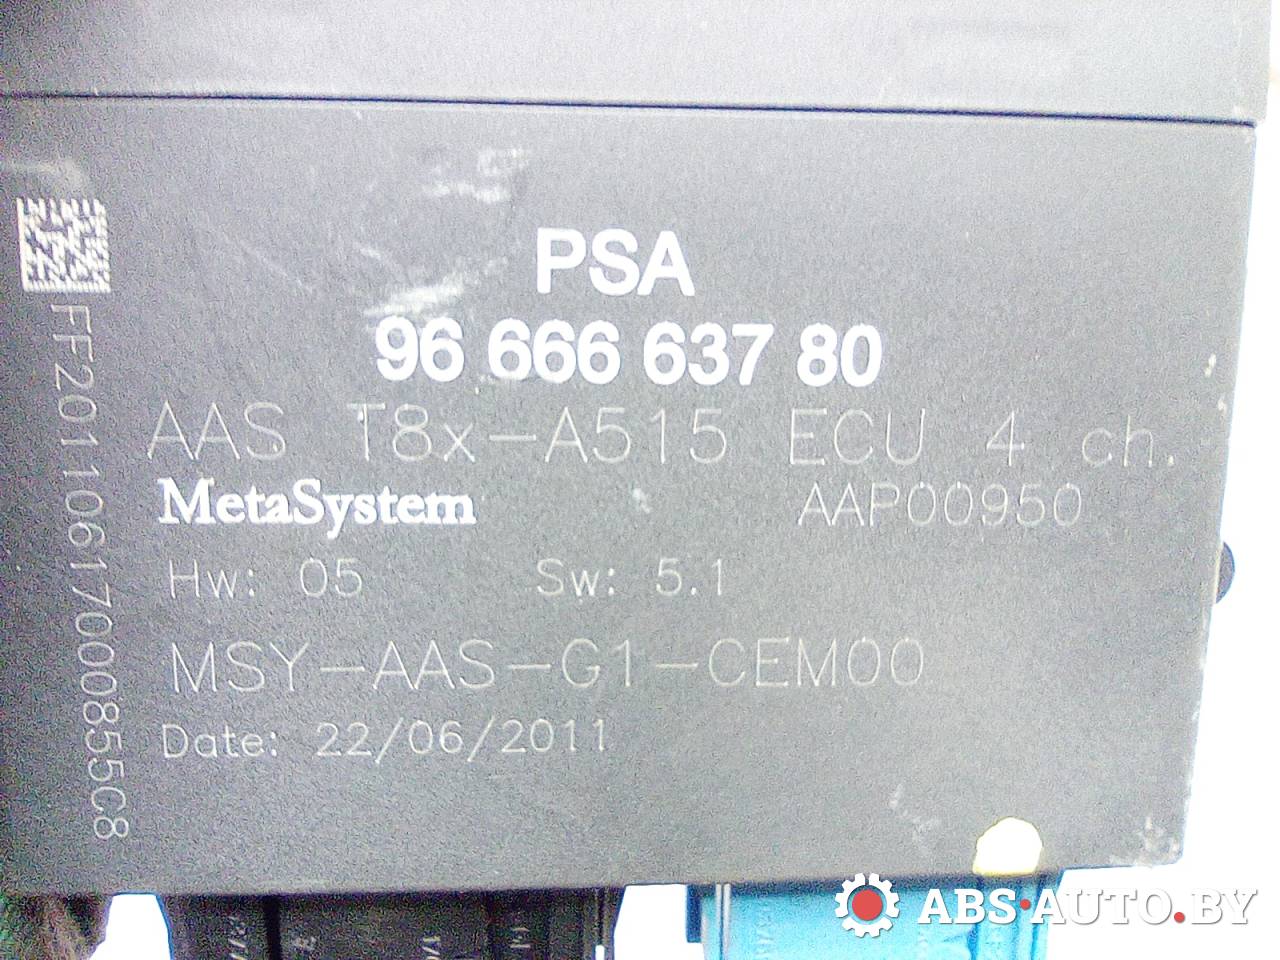 PSA
96 666 637 80
AAS T8x-A515 ECU 4 ch.
MetaSystem AAP00950
Hw: 05 Sw: 5.1
MSY-AAS-G1-CEM00
Date: 22/06/2011
FF20110617000855C8
ABS-AUTO.BY